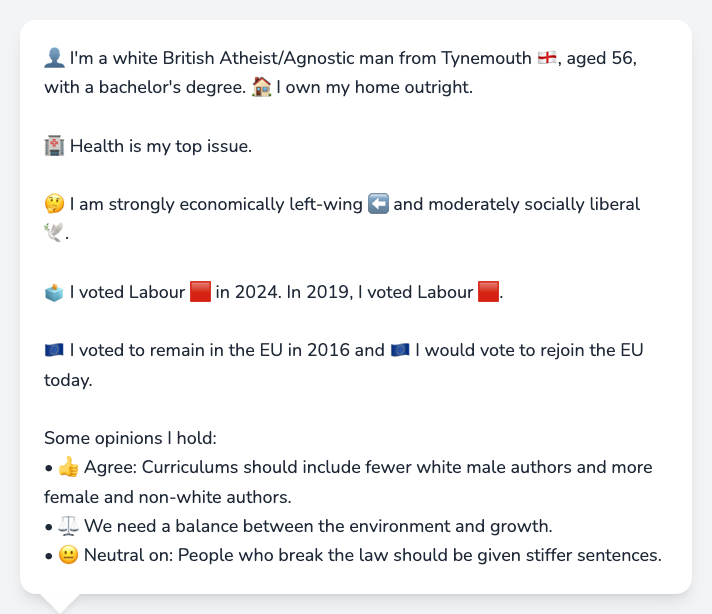 👤 I'm a white British Atheist/Agnostic man from Tynemouth 🏴󠁧󠁢󠁥󠁮󠁧󠁿, aged 56,
with a bachelor's degree. 🏠 I own my home outright.
🏥 Health is my top issue.
🤔 I am strongly economically left-wing ⬅️ and moderately socially liberal
🕊️.
🗳️ I voted Labour 🟥 in 2024. In 2019, I voted Labour 🟥.
🇪🇺 I voted to remain in the EU in 2016 and 🇪🇺 I would vote to rejoin the EU
today.
Some opinions I hold:
• 👍 Agree: Curriculums should include fewer white male authors and more
female and non-white authors.
• ⚖️ We need a balance between the environment and growth.
• 😐 Neutral on: People who break the law should be given stiffer sentences.